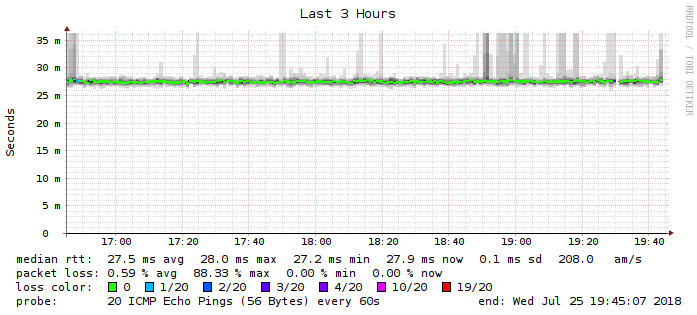 Last 3 Hours
RRDTOOL / TOBI OETIKER
Seconds
35 m
30 m
25 m
20 m
15 m
10 m
5 m
0
17:00 17:20 17:40 18:00 18:20 18:40 19:00 19:20 19:40
median rtt: 27.5 ms avg 28.0 ms max 27.2 ms min 27.9 ms now 0.1 ms sd 208.0 am/s
packet loss: 0.59 % avg 88.33 % max 0.00 % min 0.00 % now
loss color: 0 1/20 2/20 3/20 4/20 10/20 19/20
probe: 20 ICMP Echo Pings (56 Bytes) every 60s end: Wed Jul 25 19:45:07 2018